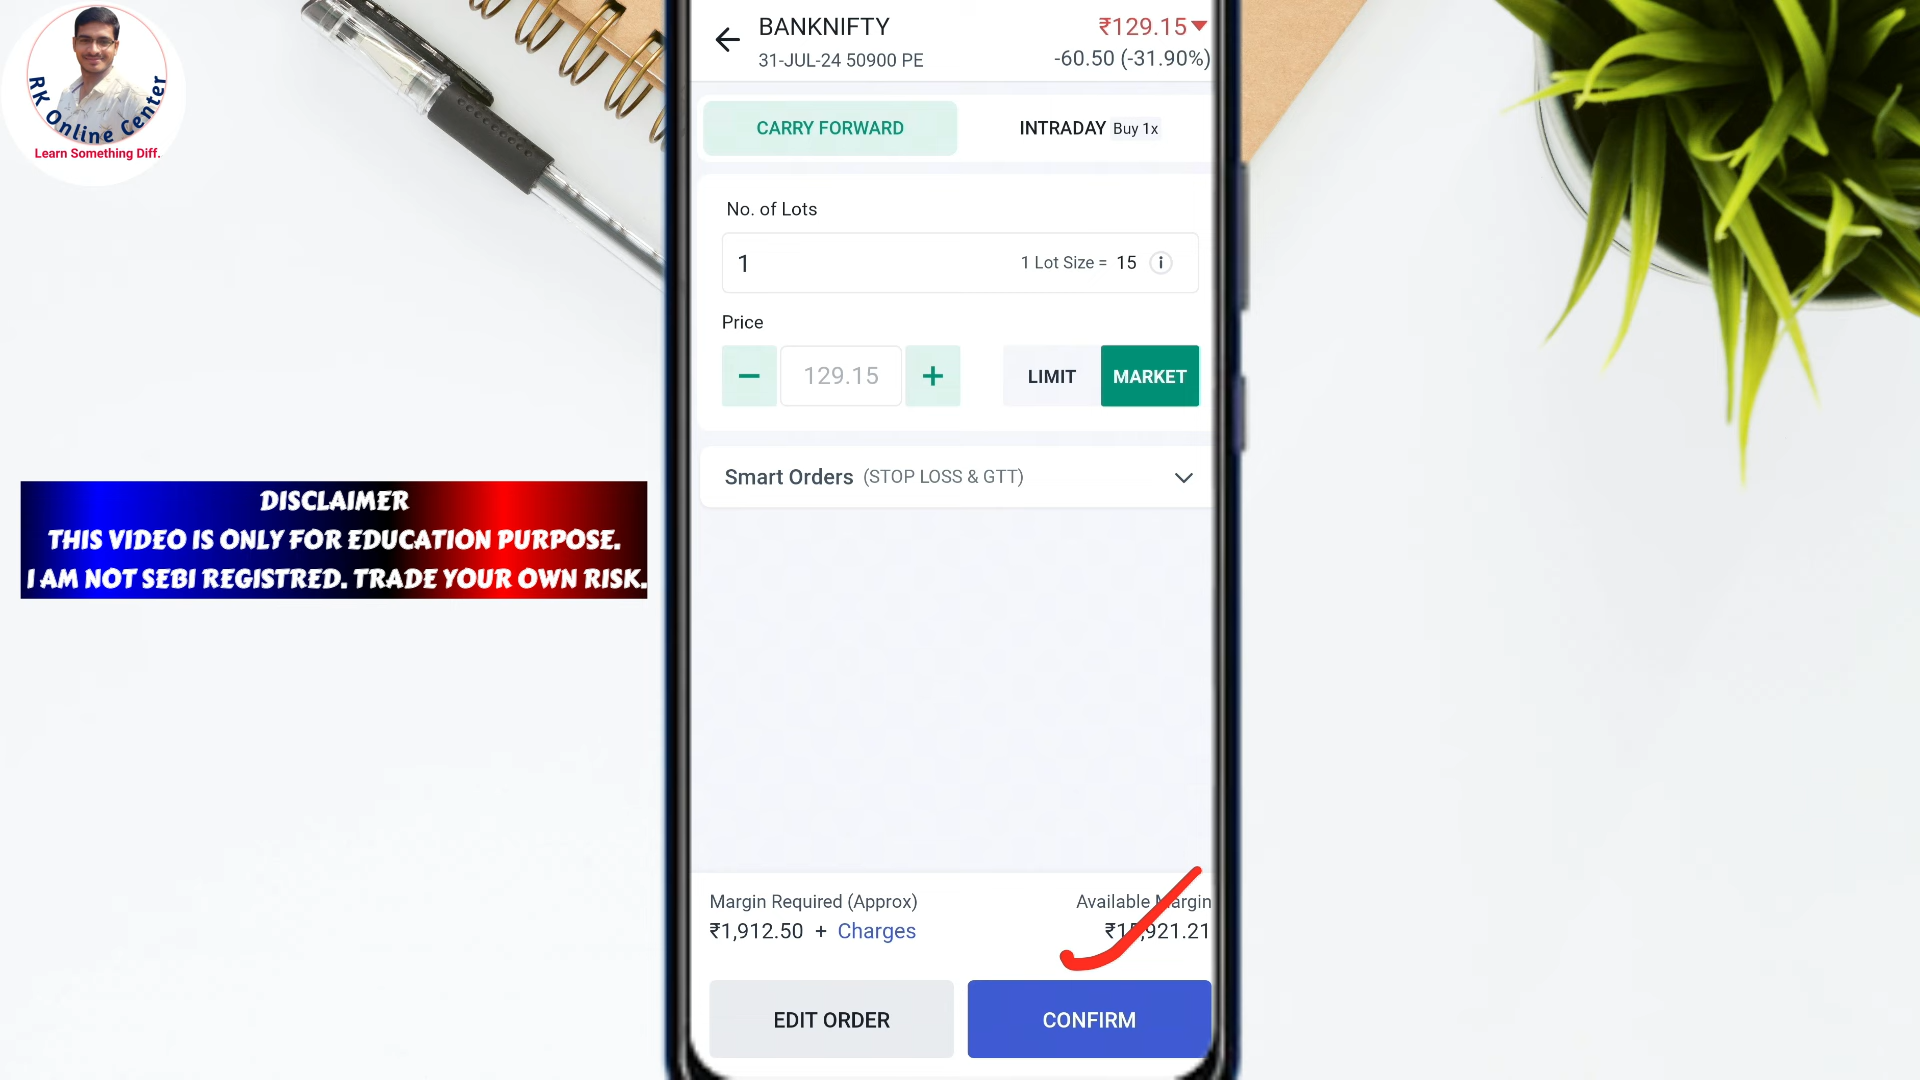 RK Online Center
Learn Something Diff.
BANKNIFTY
₹129.15
31-JUL-24 50900 PE
-60.50 (-31.90%)
CARRY FORWARD
INTRADAY Buy 1x
No. of Lots
1
1 Lot Size = 15
Price
129.15
LIMIT
MARKET
Smart Orders (STOP LOSS & GTT)
DISCLAIMER
THIS VIDEO IS ONLY FOR EDUCATION PURPOSE.
I AM NOT SEBI REGISTRED. TRADE YOUR OWN RISK.
Margin Required (Approx)
Available Margin
₹1,912.50 + Charges
EDIT ORDER
CONFIRM